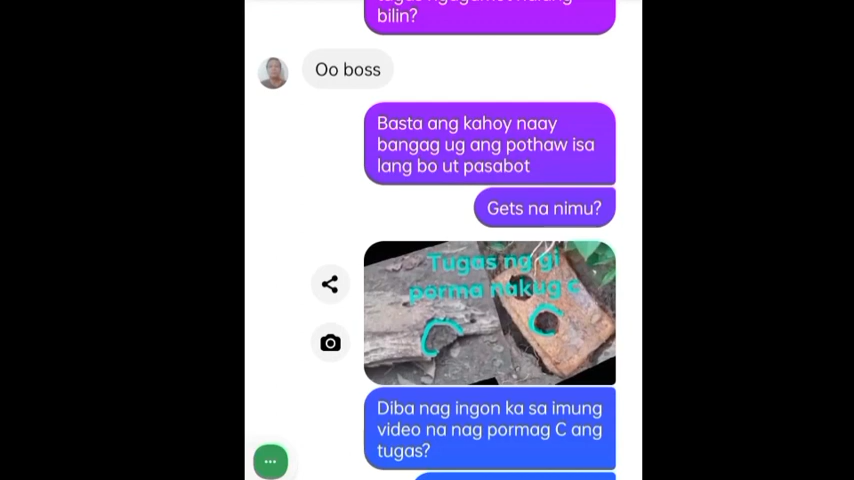 bilin?
Oo boss
Basta ang kahoy naay
bangag ug ang pothaw isa
lang bo ut pasabot
Gets na nimu?
Tugas ng gi
porma nakug c
Diba nag ingon ka sa imung
video na nag pormag C ang
tugas?